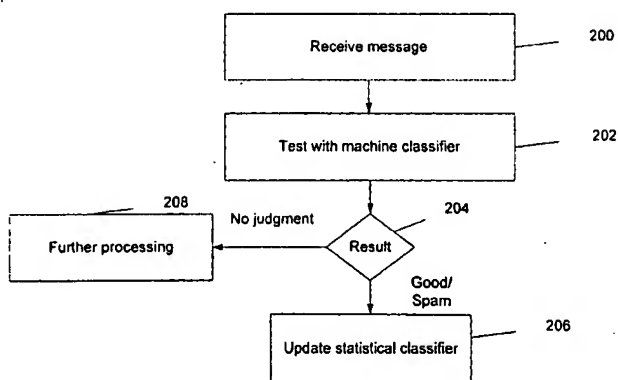 Receive message
200
Test with machine classifier
202
208
No judgment
204
Further processing
Result
Good/
Spam
206
Update statistical classifier